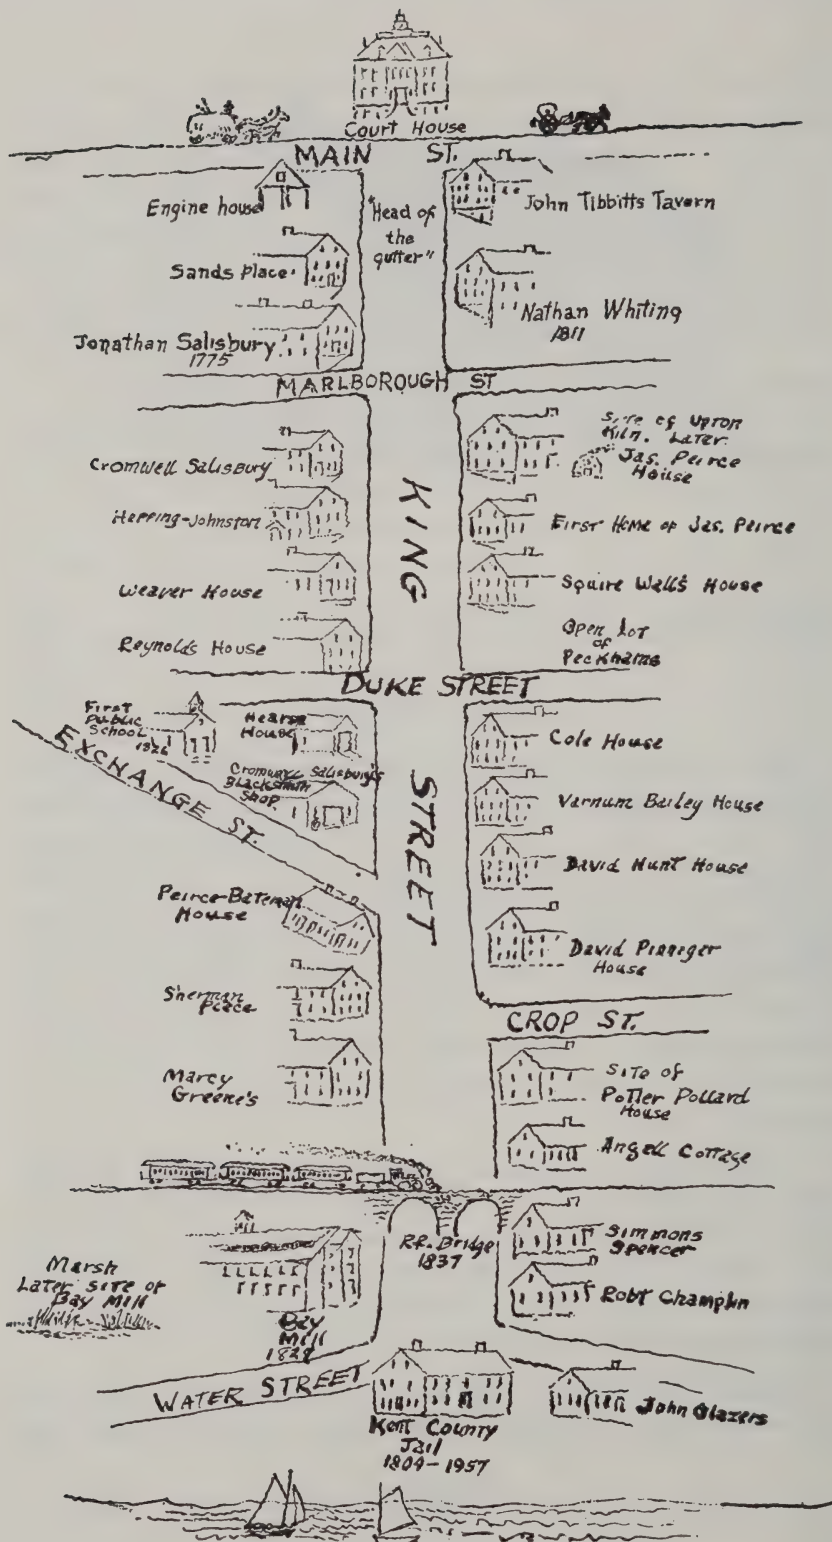 Court House
MAIN ST.
Engine house
"Head of
the
gutter"
John Tibbitts Tavern
Sands Place
Nathan Whiting
1811
Jonathan Salisbury
1775
MARLBOROUGH ST
Cromwell Salisbury
Site of Upton
Kiln. Later
Jas. Peirce
House
KING
-Johnston
First Home of Jas. Peirce
Weaver House
Squire Wall's House
Reynolds House
Open lot
of
Peckhams
DUKE STREET
First
Public
School
1826
Hearse
House
Cole House
EXCHANGE ST.
Cromwell Salisbury's
Blacksmith
Shop.
STREET
Varnum Bailey House
David Hunt House
Peirce-Bateman
House
David Pinneger
House
Sherman
Peirce
CROP ST.
Marcy
Greene's
Site of
Potter Pollard
House
Angell Cottage
R.R. Bridge
1837
Simmons
Spencer
Marsh
Later site of
Bay Mill
Robt Champlin
Bay
Mill
1828
WATER STREET
Kent County
Jail
1804-1957
John Glazers